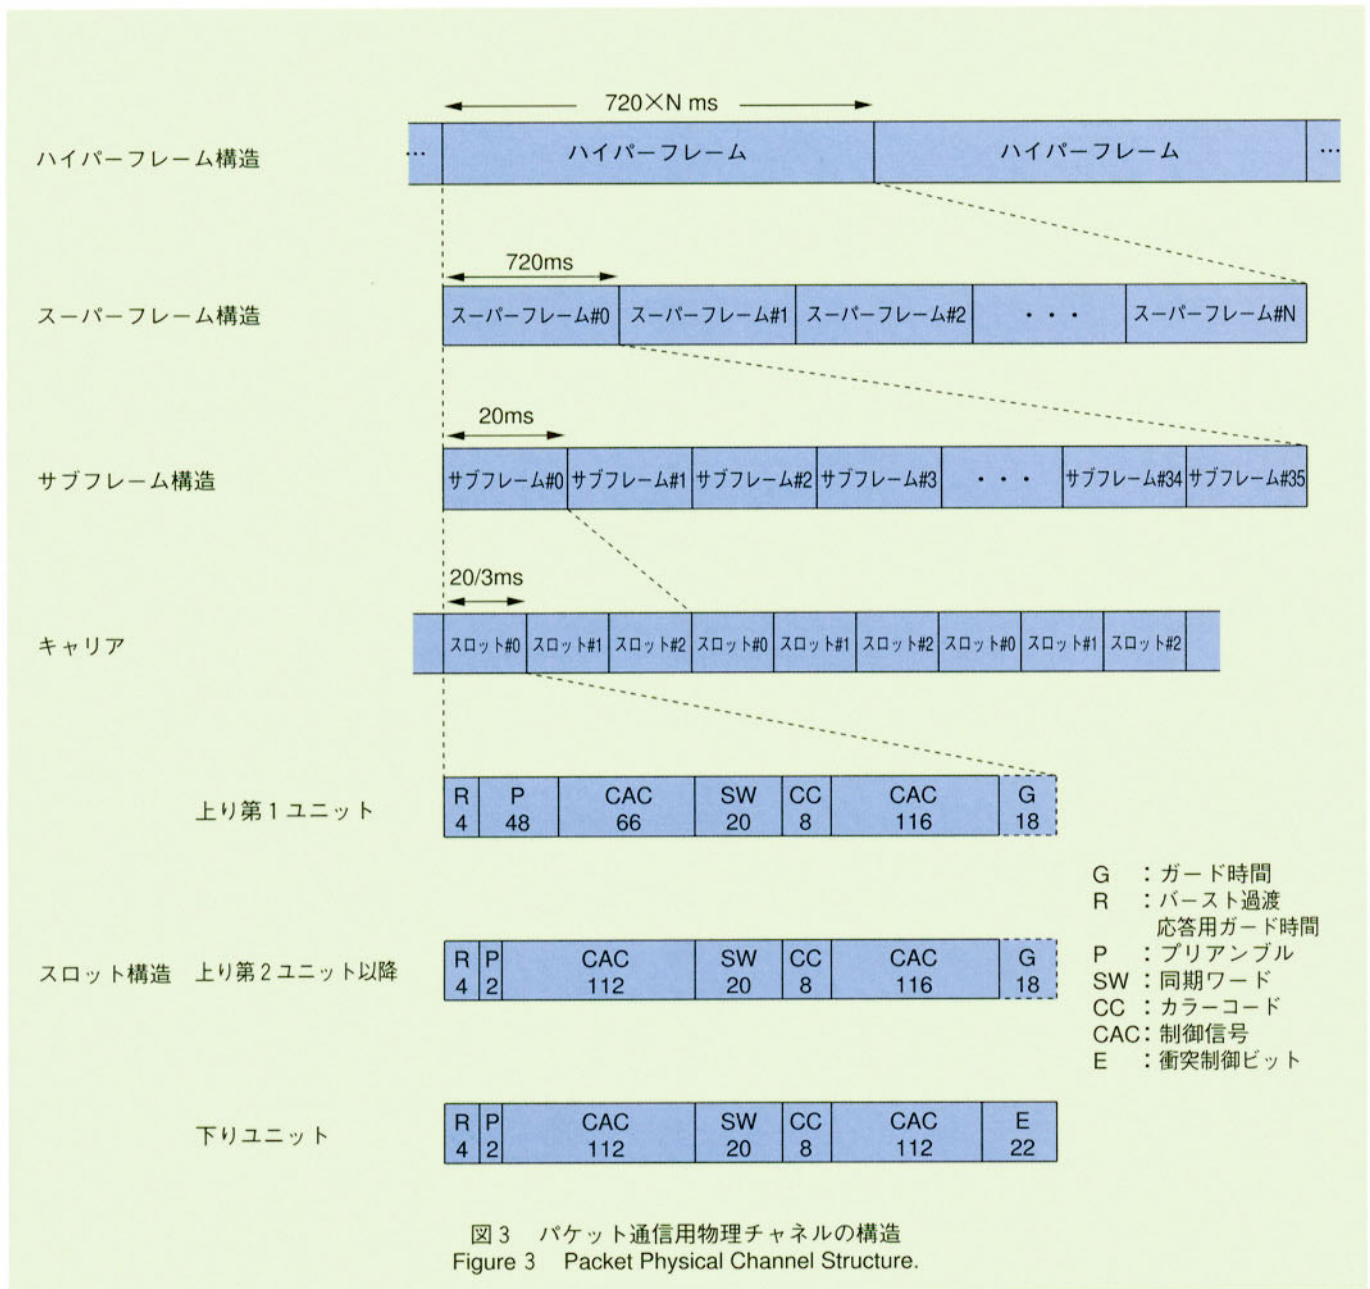 720×N ms
ハイパーフレーム構造
… ハイパーフレーム ハイパーフレーム …
720ms
スーパーフレーム構造
スーパーフレーム#0 スーパーフレーム#1 スーパーフレーム#2 ・・・ スーパーフレーム#N
20ms
サブフレーム構造
サブフレーム#0 サブフレーム#1 サブフレーム#2 サブフレーム#3 ・・・ サブフレーム#34 サブフレーム#35
20/3ms
キャリア
スロット#0 スロット#1 スロット#2 スロット#0 スロット#1 スロット#2 スロット#0 スロット#1 スロット#2
上り第1ユニット
R P CAC SW CC CAC G
4 48 66 20 8 116 18
スロット構造 上り第2ユニット以降
R P CAC SW CC CAC G
4 2 112 20 8 116 18
下りユニット
R P CAC SW CC CAC E
4 2 112 20 8 112 22
G :ガード時間
R :バースト過渡
応答用ガード時間
P :プリアンブル
SW :同期ワード
CC :カラーコード
CAC:制御信号
E :衝突制御ビット
図3 パケット通信用物理チャネルの構造
Figure 3 Packet Physical Channel Structure.